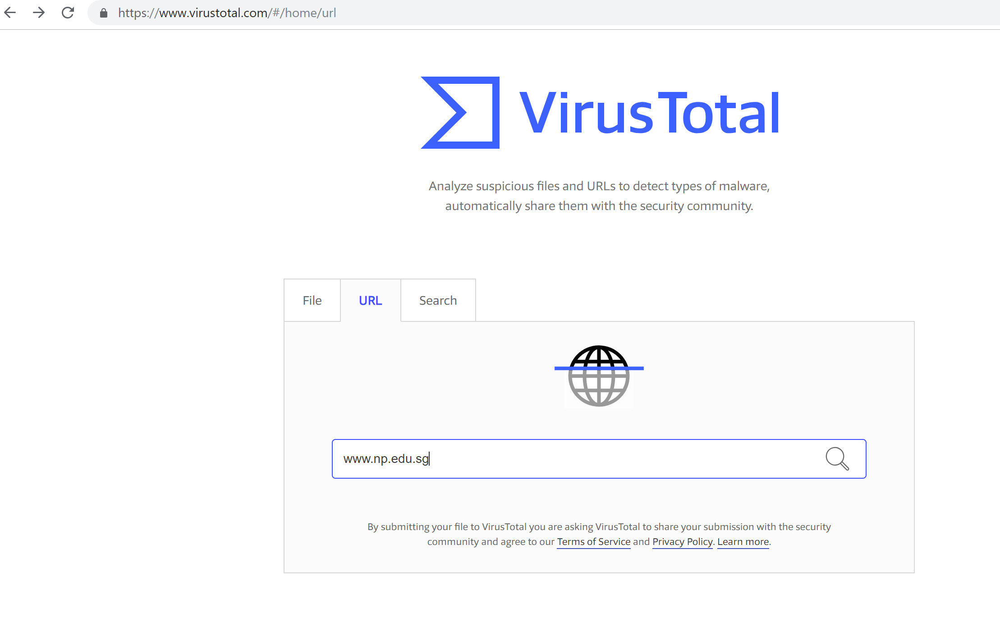 https://www.virustotal.com/#/home/url
VirusTotal
Analyze suspicious files and URLs to detect types of malware,
automatically share them with the security community.
File
URL
Search
www.np.edu.sg
By submitting your file to VirusTotal you are asking VirusTotal to share your submission with the security
community and agree to our Terms of Service and Privacy Policy. Learn more.